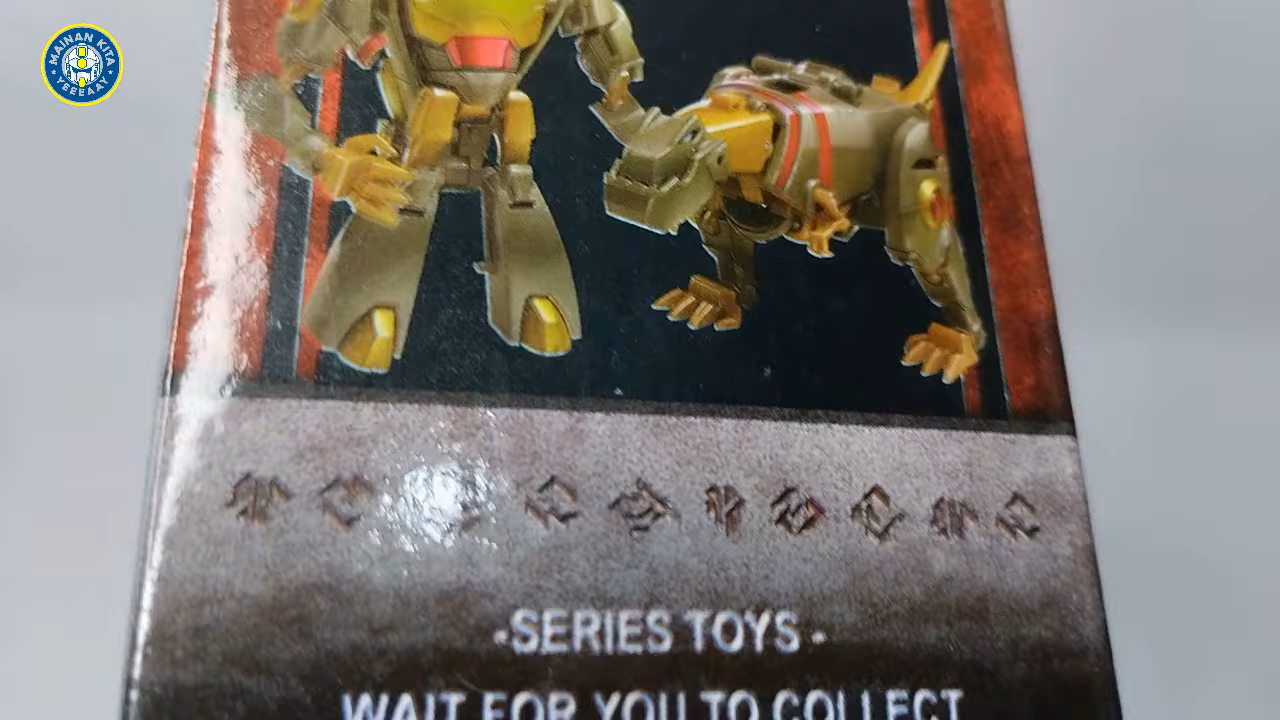 MAINAN KITA
YEEEAAY
-SERIES TOYS-
WAIT FOR YOU TO COLLECT